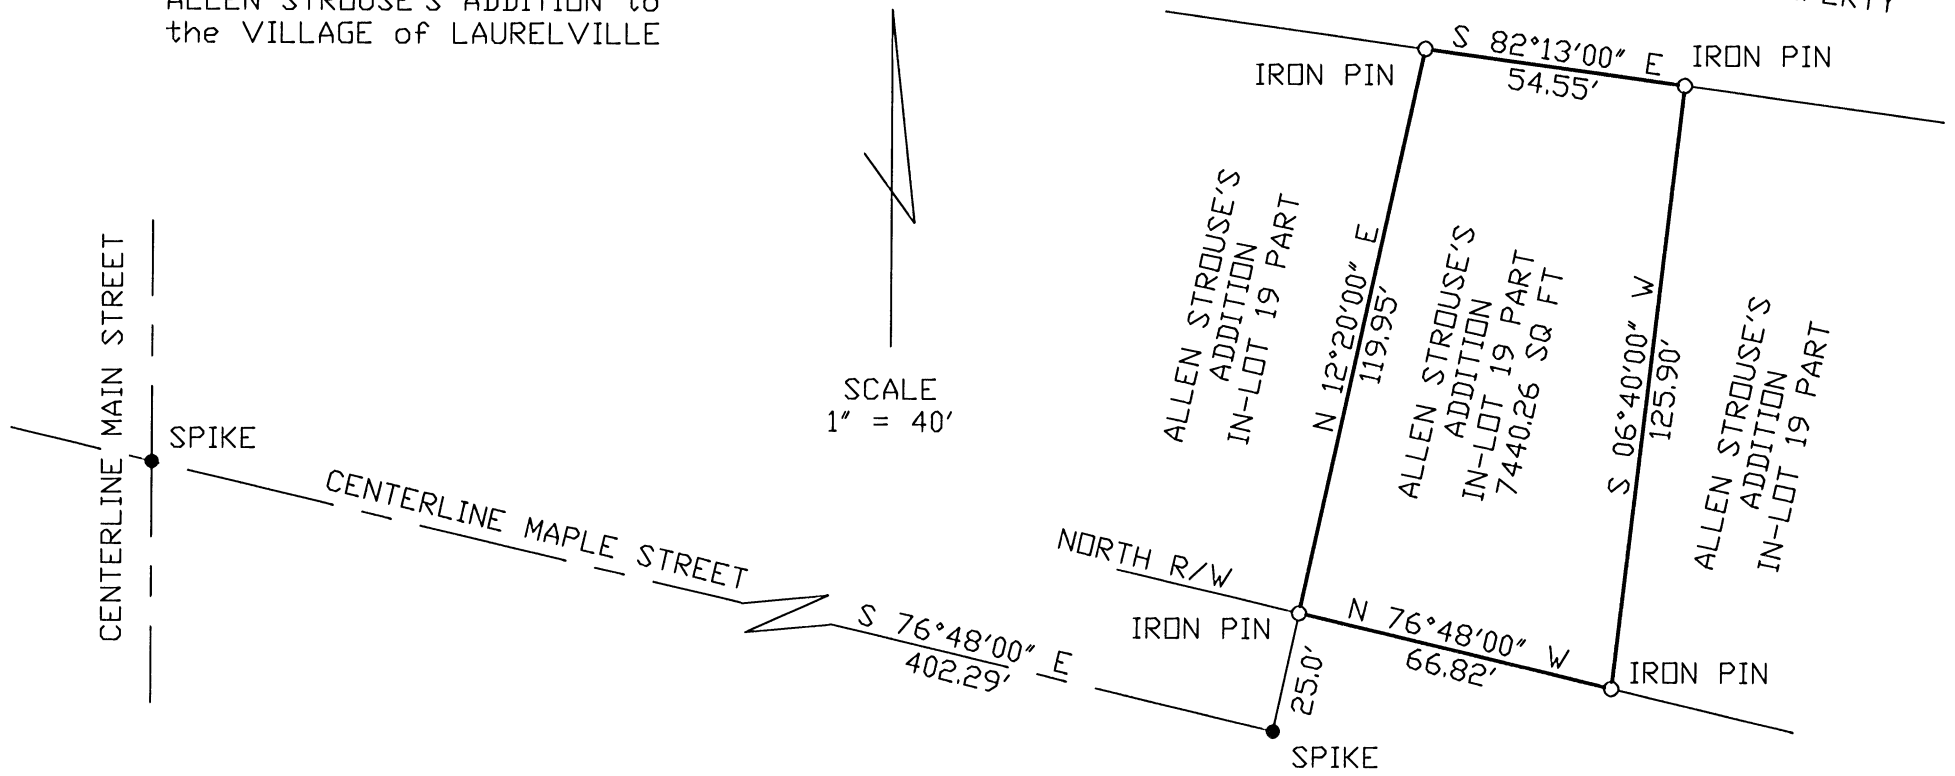 ALLEN STROUSE'S ADDITION to
the VILLAGE of LAURELVILLE
S 82°13'00" E
54.55'
IRON PIN
IRON PIN
ALLEN STROUSE'S
ADDITION
IN-LOT 19 PART
N 12°20'00" E
119.95'
ALLEN STROUSE'S
ADDITION
IN-LOT 19 PART
7440.26 SQ FT
S 06°40'00" W
125.90'
ALLEN STROUSE'S
ADDITION
IN-LOT 19 PART
CENTERLINE MAIN STREET
SPIKE
SCALE
1" = 40'
CENTERLINE MAPLE STREET
NORTH R/W
S 76°48'00" E
402.29'
IRON PIN
N 76°48'00" W
66.82'
IRON PIN
25.0'
SPIKE